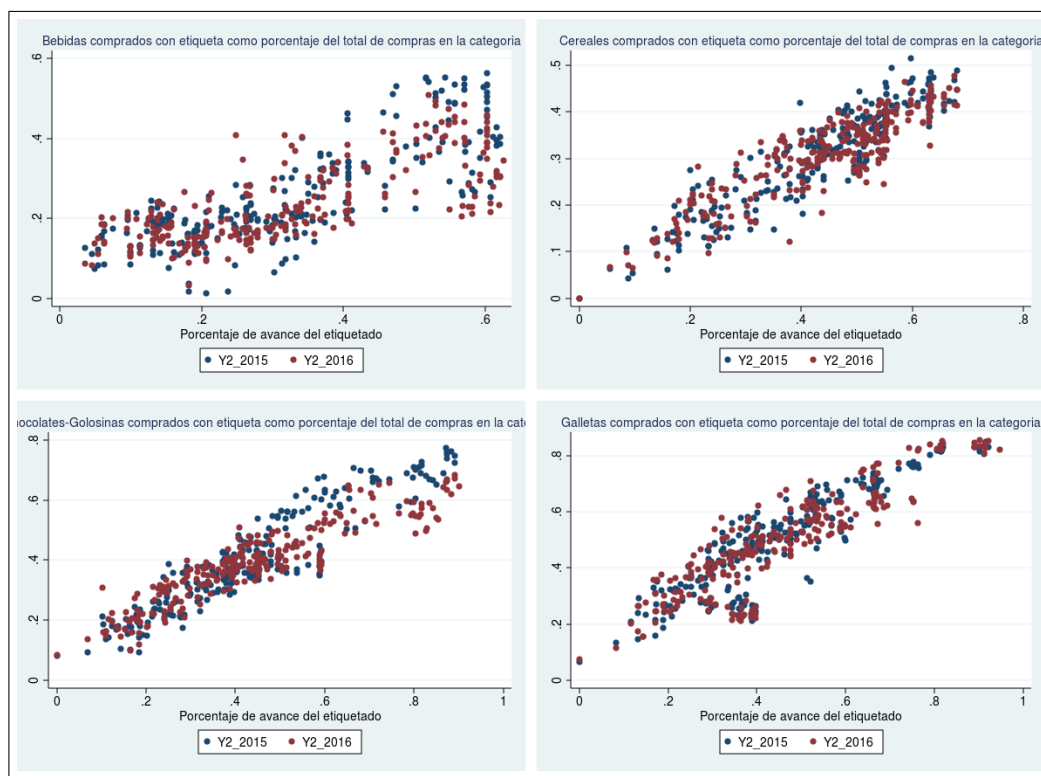 Bebidas comprados con etiqueta como porcentaje del total de compras en la categoria
.6
.4
.2
0
0 .2 .4 .6
Porcentaje de avance del etiquetado
Y2_2015 Y2_2016
Cereales comprados con etiqueta como porcentaje del total de compras en la categoria
.5
.4
.3
.2
.1
0
0 .2 .4 .6 .8
Porcentaje de avance del etiquetado
Y2_2015 Y2_2016
ocolates-Golosinas comprados con etiqueta como porcentaje del total de compras en la cat
.8
.6
.4
.2
0
0 .2 .4 .6 .8 1
Porcentaje de avance del etiquetado
Y2_2015 Y2_2016
Galletas comprados con etiqueta como porcentaje del total de compras en la categoria
.8
.6
.4
.2
0
0 .2 .4 .6 .8 1
Porcentaje de avance del etiquetado
Y2_2015 Y2_2016